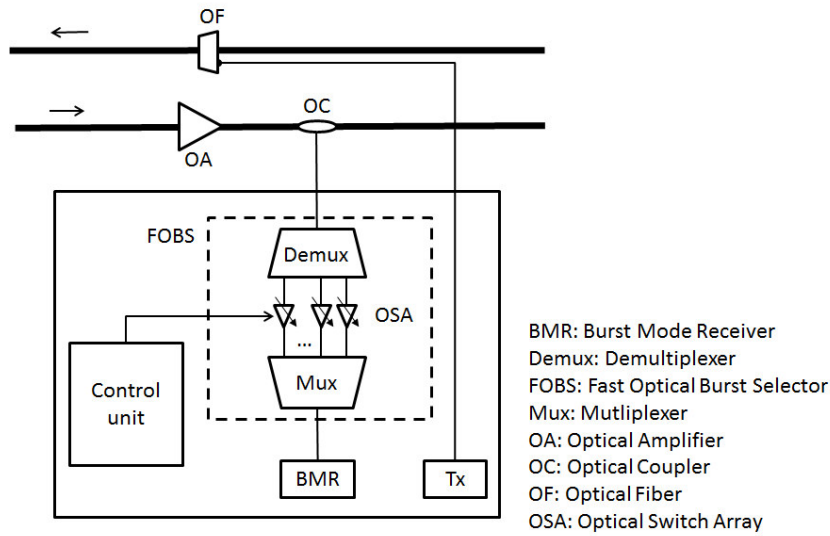 OF
OC
OA
FOBS
Demux
OSA
...
Control
unit
Mux
BMR
Tx
BMR: Burst Mode Receiver
Demux: Demultiplexer
FOBS: Fast Optical Burst Selector
Mux: Mutliplexer
OA: Optical Amplifier
OC: Optical Coupler
OF: Optical Fiber
OSA: Optical Switch Array